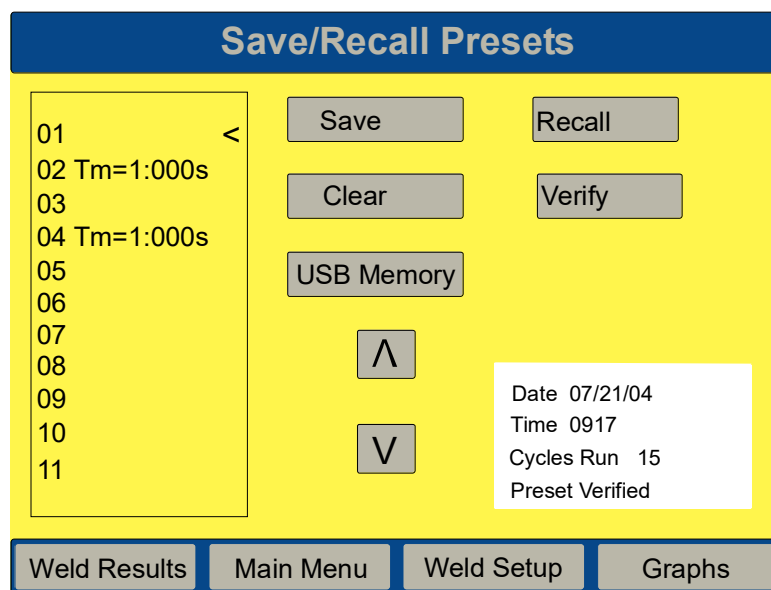 Save/Recall Presets
01 <
02 Tm=1:000s
03
04 Tm=1:000s
05
06
07
08
09
10
11
Save
Recall
Clear
Verify
USB Memory
Λ
V
Date 07/21/04
Time 0917
Cycles Run 15
Preset Verified
Weld Results
Main Menu
Weld Setup
Graphs